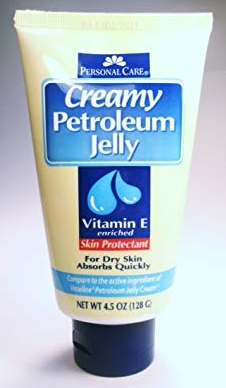 PERSONAL CARE®
Creamy
Petroleum
Jelly
Vitamin E
enriched
Skin Protectant
For Dry Skin
Absorbs Quickly
Compare to the active ingredient of
Vaseline® Petroleum Jelly Cream*
NET WT 4.5 OZ (128 G)